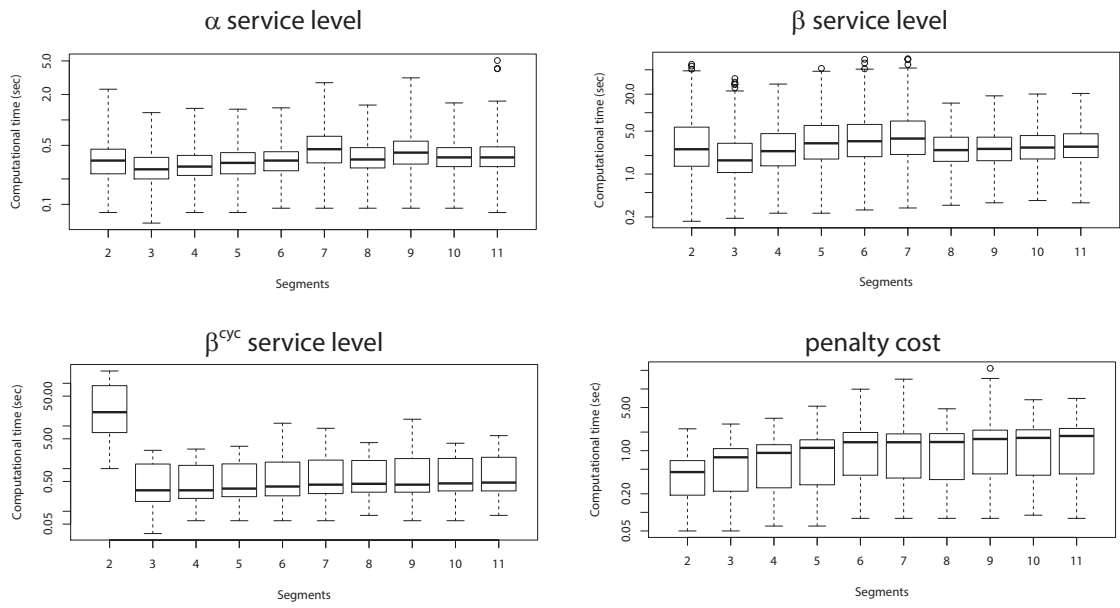 α service level
Computational time (sec)
5.0
2.0
0.5
0.1
2 3 4 5 6 7 8 9 10 11
Segments
β service level
Computational time (sec)
20.0
5.0
1.0
0.2
2 3 4 5 6 7 8 9 10 11
Segments
β^cyc service level
Computational time (sec)
50.00
5.00
0.50
0.05
2 3 4 5 6 7 8 9 10 11
Segments
penalty cost
Computational time (sec)
5.00
1.00
0.20
0.05
2 3 4 5 6 7 8 9 10 11
Segments